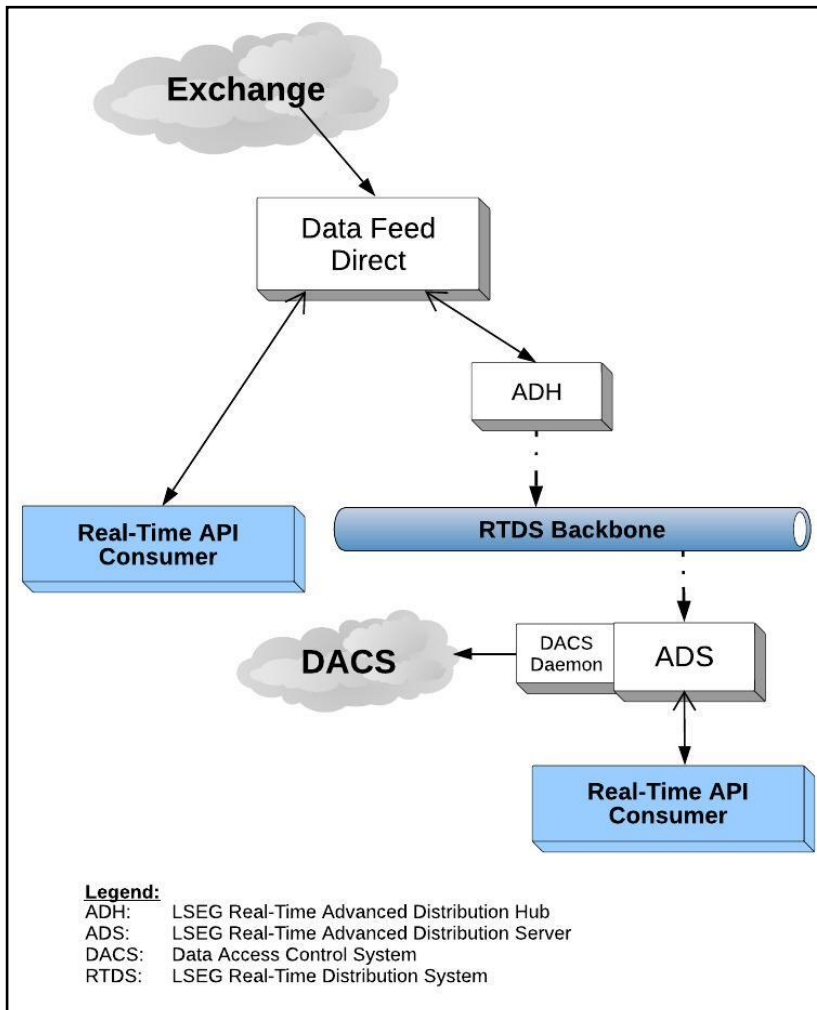 Exchange
Data Feed
Direct
ADH
Real-Time API
Consumer
RTDS Backbone
DACS
DACS
Daemon
ADS
Real-Time API
Consumer
Legend:
ADH: LSEG Real-Time Advanced Distribution Hub
ADS: LSEG Real-Time Advanced Distribution Server
DACS: Data Access Control System
RTDS: LSEG Real-Time Distribution System